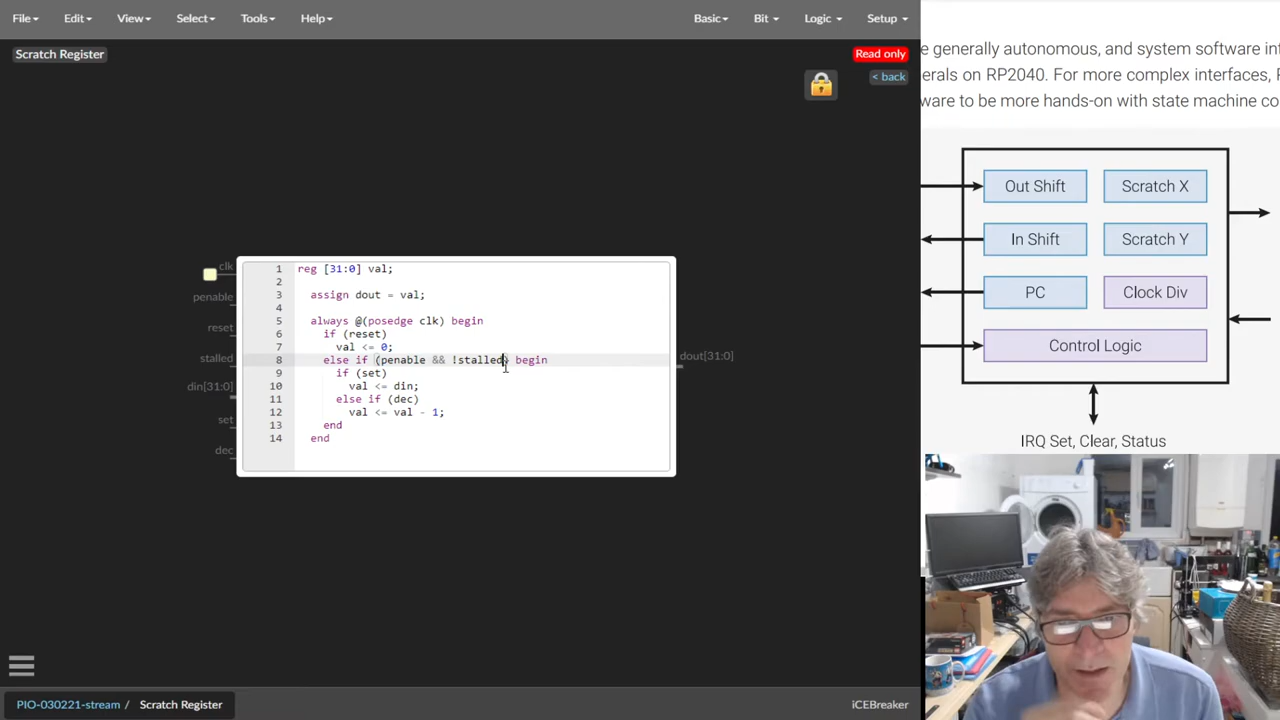 File Edit View Select Tools Help Basic Bit Logic Setup
Scratch Register
Read only
< back
clk
penable
reset
stalled
din[31:0]
set
dec
1 reg [31:0] val;
2
3 assign dout = val;
4
5 always @(posedge clk) begin
6 if (reset)
7 val <= 0;
8 else if (penable && !stalled) begin
9 if (set)
10 val <= din;
11 else if (dec)
12 val <= val - 1;
13 end
14 end
dout[31:0]
PIO-030221-stream / Scratch Register
iCEBreaker
e generally autonomous, and system software in
erals on RP2040. For more complex interfaces,
ware to be more hands-on with state machine co
Out Shift Scratch X
In Shift Scratch Y
PC Clock Div
Control Logic
IRQ Set, Clear, Status